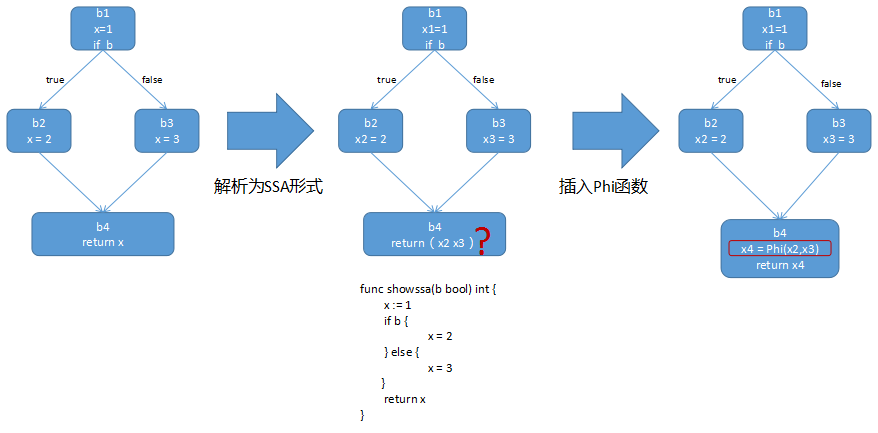 b1
x=1
if b
true
false
b2
x = 2
b3
x = 3
b4
return x
解析为SSA形式
b1
x1=1
if b
true
false
b2
x2 = 2
b3
x3 = 3
b4
return（x2 x3）?
func showssa(b bool) int {
x := 1
if b {
x = 2
} else {
x = 3
}
return x
}
插入Phi函数
b1
x1=1
if b
true
false
b2
x2 = 2
b3
x3 = 3
b4
x4 = Phi(x2,x3)
return x4